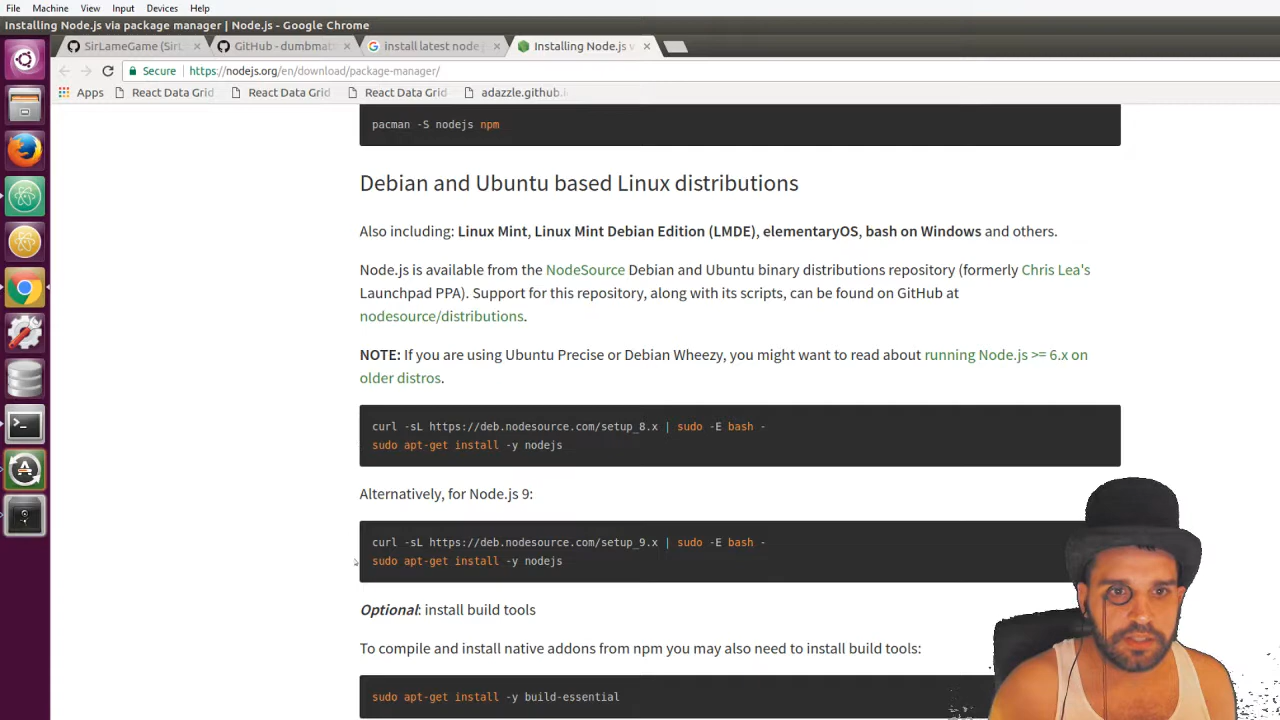 File Machine View Input Devices Help
Installing Node.js via package manager | Node.js - Google Chrome
SirLameGame (SirL
GitHub - dumbmat
install latest node j
Installing Node.js v
Secure https://nodejs.org/en/download/package-manager/
Apps React Data Grid React Data Grid React Data Grid adazzle.github.i
pacman -S nodejs npm
Debian and Ubuntu based Linux distributions
Also including: Linux Mint, Linux Mint Debian Edition (LMDE), elementaryOS, bash on Windows and others.
Node.js is available from the NodeSource Debian and Ubuntu binary distributions repository (formerly Chris Lea's
Launchpad PPA). Support for this repository, along with its scripts, can be found on GitHub at
nodesource/distributions.
NOTE: If you are using Ubuntu Precise or Debian Wheezy, you might want to read about running Node.js >= 6.x on
older distros.
curl -sL https://deb.nodesource.com/setup_8.x | sudo -E bash -
sudo apt-get install -y nodejs
Alternatively, for Node.js 9:
curl -sL https://deb.nodesource.com/setup_9.x | sudo -E bash -
sudo apt-get install -y nodejs
Optional: install build tools
To compile and install native addons from npm you may also need to install build tools:
sudo apt-get install -y build-essential